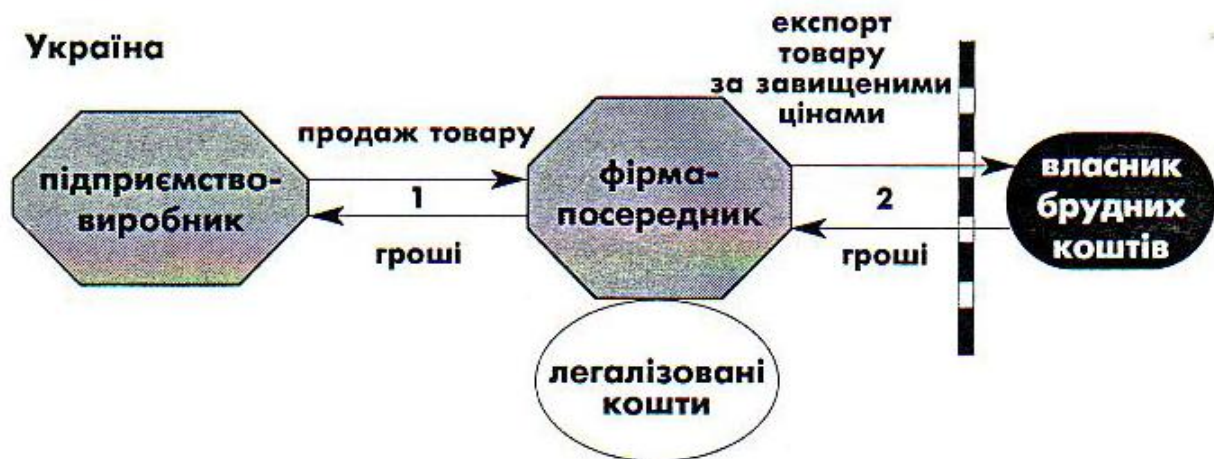 Україна
експорт
товару
за завищеними
цінами
продаж товару
підприємство-
виробник
1
гроші
фірма-
посередник
2
гроші
власник
брудних
коштів
легалізовані
кошти